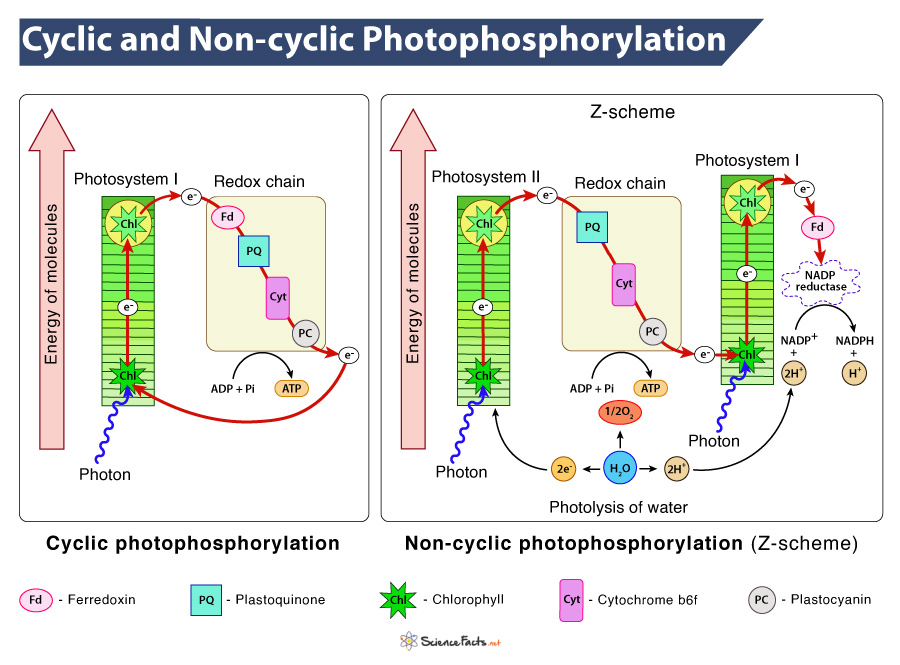 Cyclic and Non-cyclic Photophosphorylation
Energy of molecules
Photosystem I
Chl
e-
Chl
Photon
e-
Redox chain
Fd
PQ
Cyt
PC
e-
ADP + Pi
ATP
Cyclic photophosphorylation
Z-scheme
Energy of molecules
Photosystem II
Chl
e-
Chl
Photon
e-
Redox chain
PQ
Cyt
PC
e-
ADP + Pi
ATP
1/2O₂
2e-
H₂O
2H⁺
Photolysis of water
Photosystem I
Chl
e-
Chl
Photon
e-
Fd
NADP
reductase
NADP⁺
+
2H⁺
NADPH
+
H⁺
Non-cyclic photophosphorylation (Z-scheme)
Fd - Ferredoxin
PQ - Plastoquinone
Chl - Chlorophyll
Cyt - Cytochrome b6f
PC - Plastocyanin
ScienceFacts.net